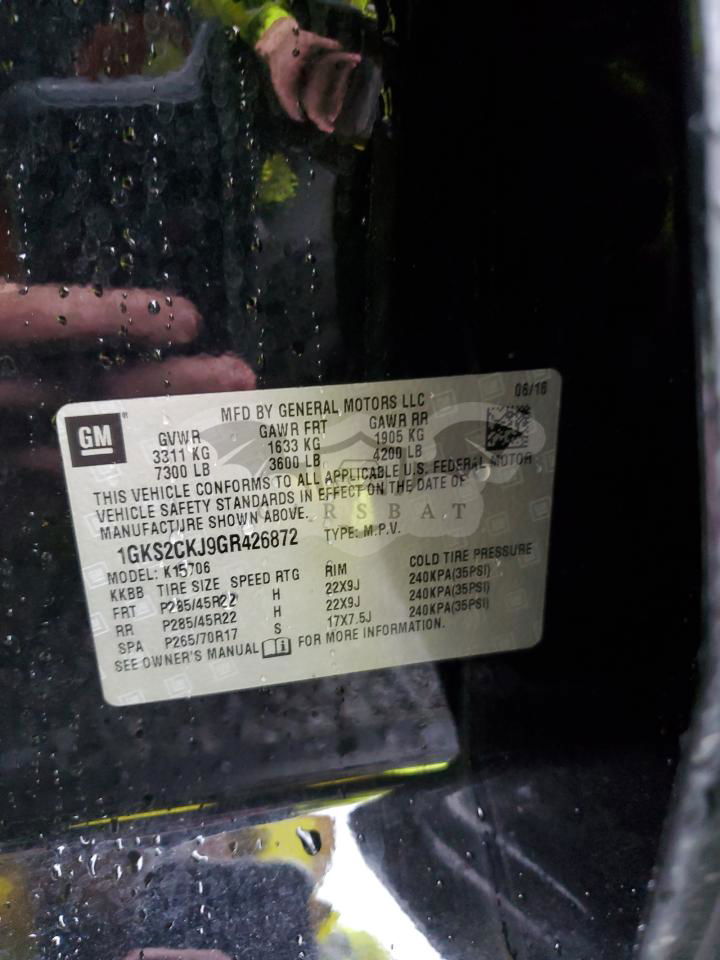 MFD BY GENERAL MOTORS LLC 06/16
GM
GVWR GAWR FRT GAWR RR
3311 KG 1633 KG 1905 KG
7300 LB 3600 LB 4200 LB
THIS VEHICLE CONFORMS TO ALL APPLICABLE U.S. FEDERAL MOTOR
VEHICLE SAFETY STANDARDS IN EFFECT ON THE DATE OF
MANUFACTURE SHOWN ABOVE.
1GKS2CKJ9GR426872 TYPE: M.P.V.
MODEL: K15706
KKBB TIRE SIZE SPEED RTG RIM COLD TIRE PRESSURE
FRT P285/45R22 H 22X9J 240KPA(35PSI)
RR P285/45R22 H 22X9J 240KPA(35PSI)
SPA P265/70R17 S 17X7.5J 240KPA(35PSI)
SEE OWNER'S MANUAL FOR MORE INFORMATION.